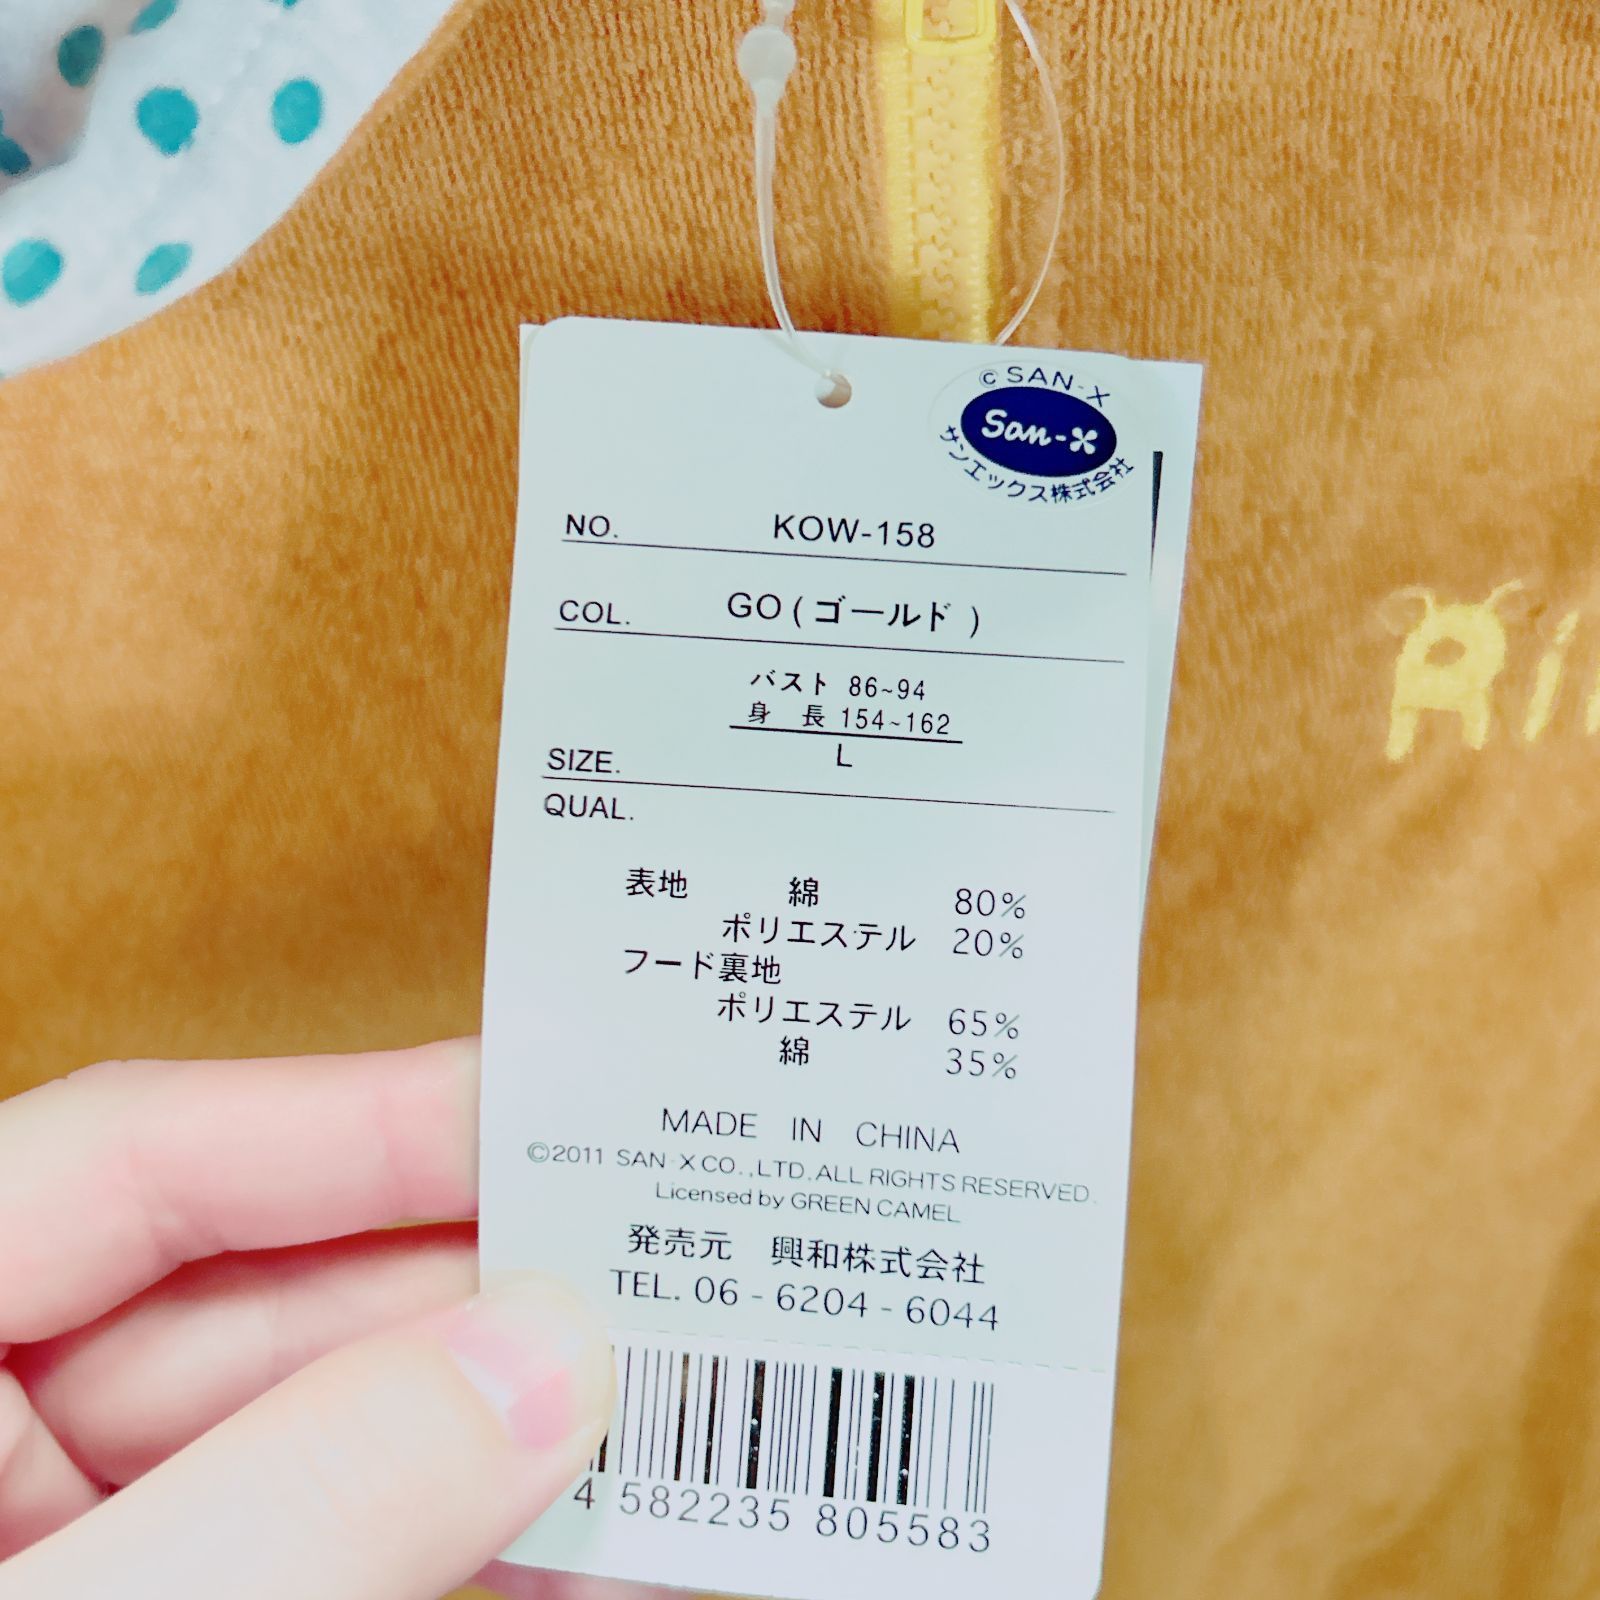 © SAN-X
San-X
サンエックス株式会社
NO. KOW-158
COL. GO(ゴールド)
バスト 86~94
身長 154~162
SIZE. L
QUAL.
表地 綿 80%
ポリエステル 20%
フード裏地
ポリエステル 65%
綿 35%
MADE IN CHINA
©2011 SAN-X CO.,LTD.ALL RIGHTS RESERVED.
Licensed by GREEN CAMEL
発売元 興和株式会社
TEL. 06-6204-6044
4 582235 805583